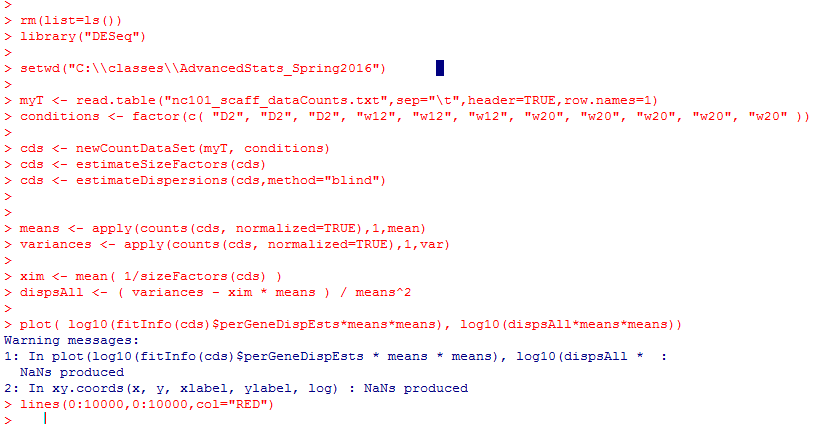 >
> rm(list=ls())
> library("DESeq")
>
> setwd("C:\\classes\\AdvancedStats_Spring2016")
>
> myT <- read.table("nc101_scaff_dataCounts.txt",sep="\t",header=TRUE,row.names=1)
> conditions <- factor(c( "D2", "D2", "D2", "w12", "w12", "w12", "w20", "w20", "w20", "w20", "w20" ))
>
> cds <- newCountDataSet(myT, conditions)
> cds <- estimateSizeFactors(cds)
> cds <- estimateDispersions(cds,method="blind")
>
>
> means <- apply(counts(cds, normalized=TRUE),1,mean)
> variances <- apply(counts(cds, normalized=TRUE),1,var)
>
> xim <- mean( 1/sizeFactors(cds) )
> dispsAll <- ( variances - xim * means ) / means^2
>
> plot( log10(fitInfo(cds)$perGeneDispEsts*means*means), log10(dispsAll*means*means))
Warning messages:
1: In plot(log10(fitInfo(cds)$perGeneDispEsts * means * means), log10(dispsAll *  :
  NaNs produced
2: In xy.coords(x, y, xlabel, ylabel, log) : NaNs produced
> lines(0:10000,0:10000,col="RED")
>